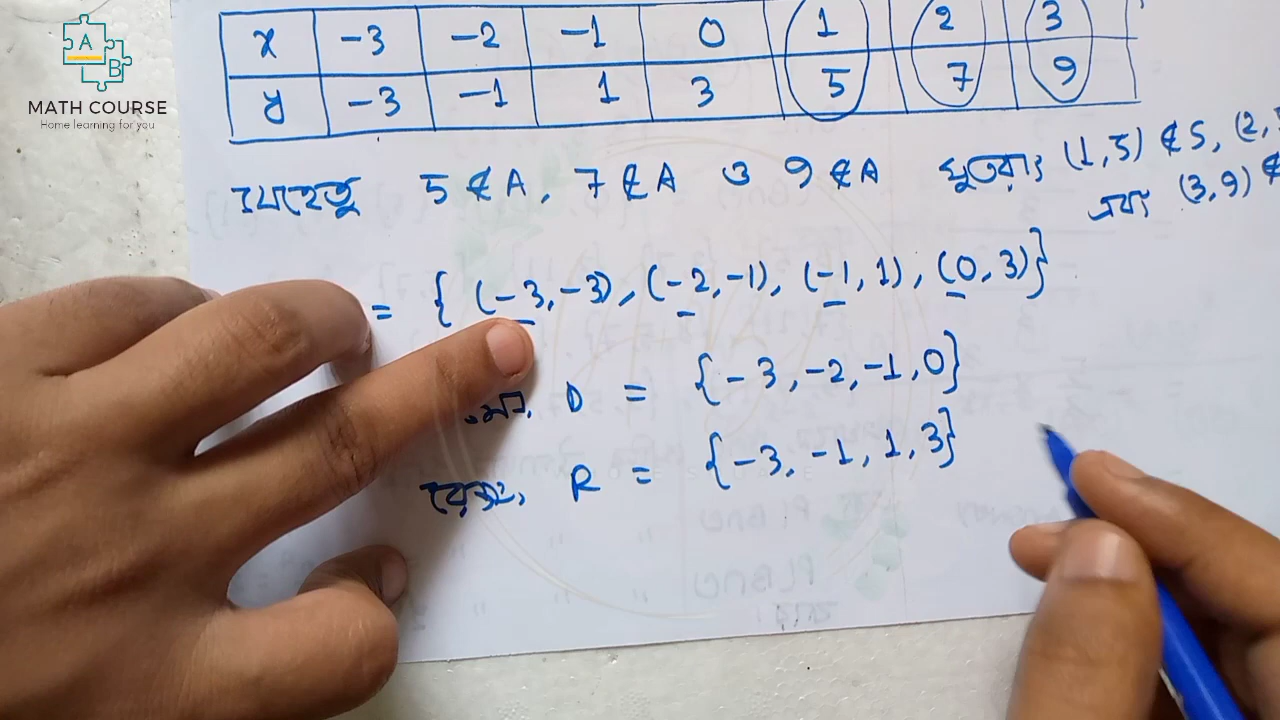 A
B
MATH COURSE
Home learning for you
x -3 -2 -1 0 1 2 3
y -3 -1 1 3 5 7 9
যেহেতু 5 ∉ A, 7 ∉ A ও 9 ∉ A সুতরাং (1,5) ∉ S, (2,
এবং (3,9) ∉
= { (-3,-3), (-2,-1), (-1,1), (0,3)}
D = {-3,-2,-1,0}
রেঞ্জ, R = {-3,-1,1,3}